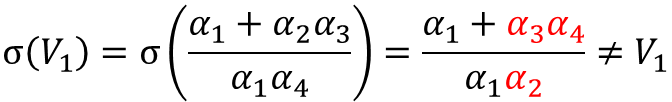 σ(V₁) = σ((α₁ + α₂α₃)/(α₁α₄)) = (α₁ + α₃α₄)/(α₁α₂) ≠ V₁